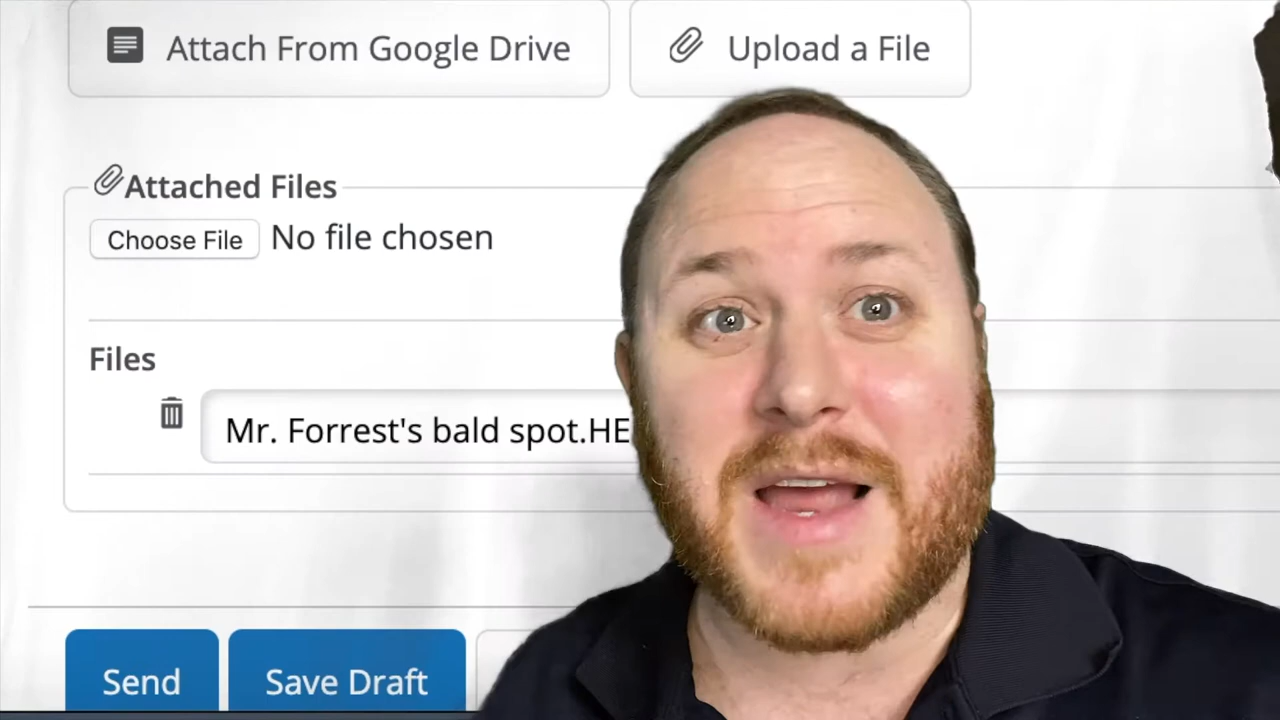 Attach From Google Drive
Upload a File
Attached Files
Choose File No file chosen
Files
Mr. Forrest's bald spot.HE
Send
Save Draft